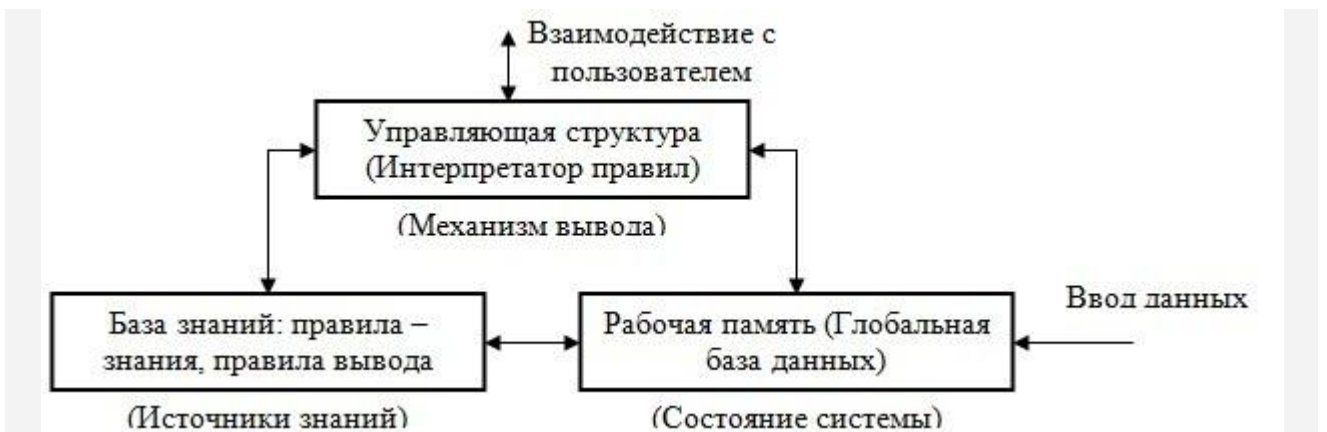 Взаимодействие с
пользователем
Управляющая структура
(Интерпретатор правил)
(Механизм вывода)
База знаний: правила –
знания, правила вывода
(Источники знаний)
Рабочая память (Глобальная
база данных)
(Состояние системы)
Ввод данных